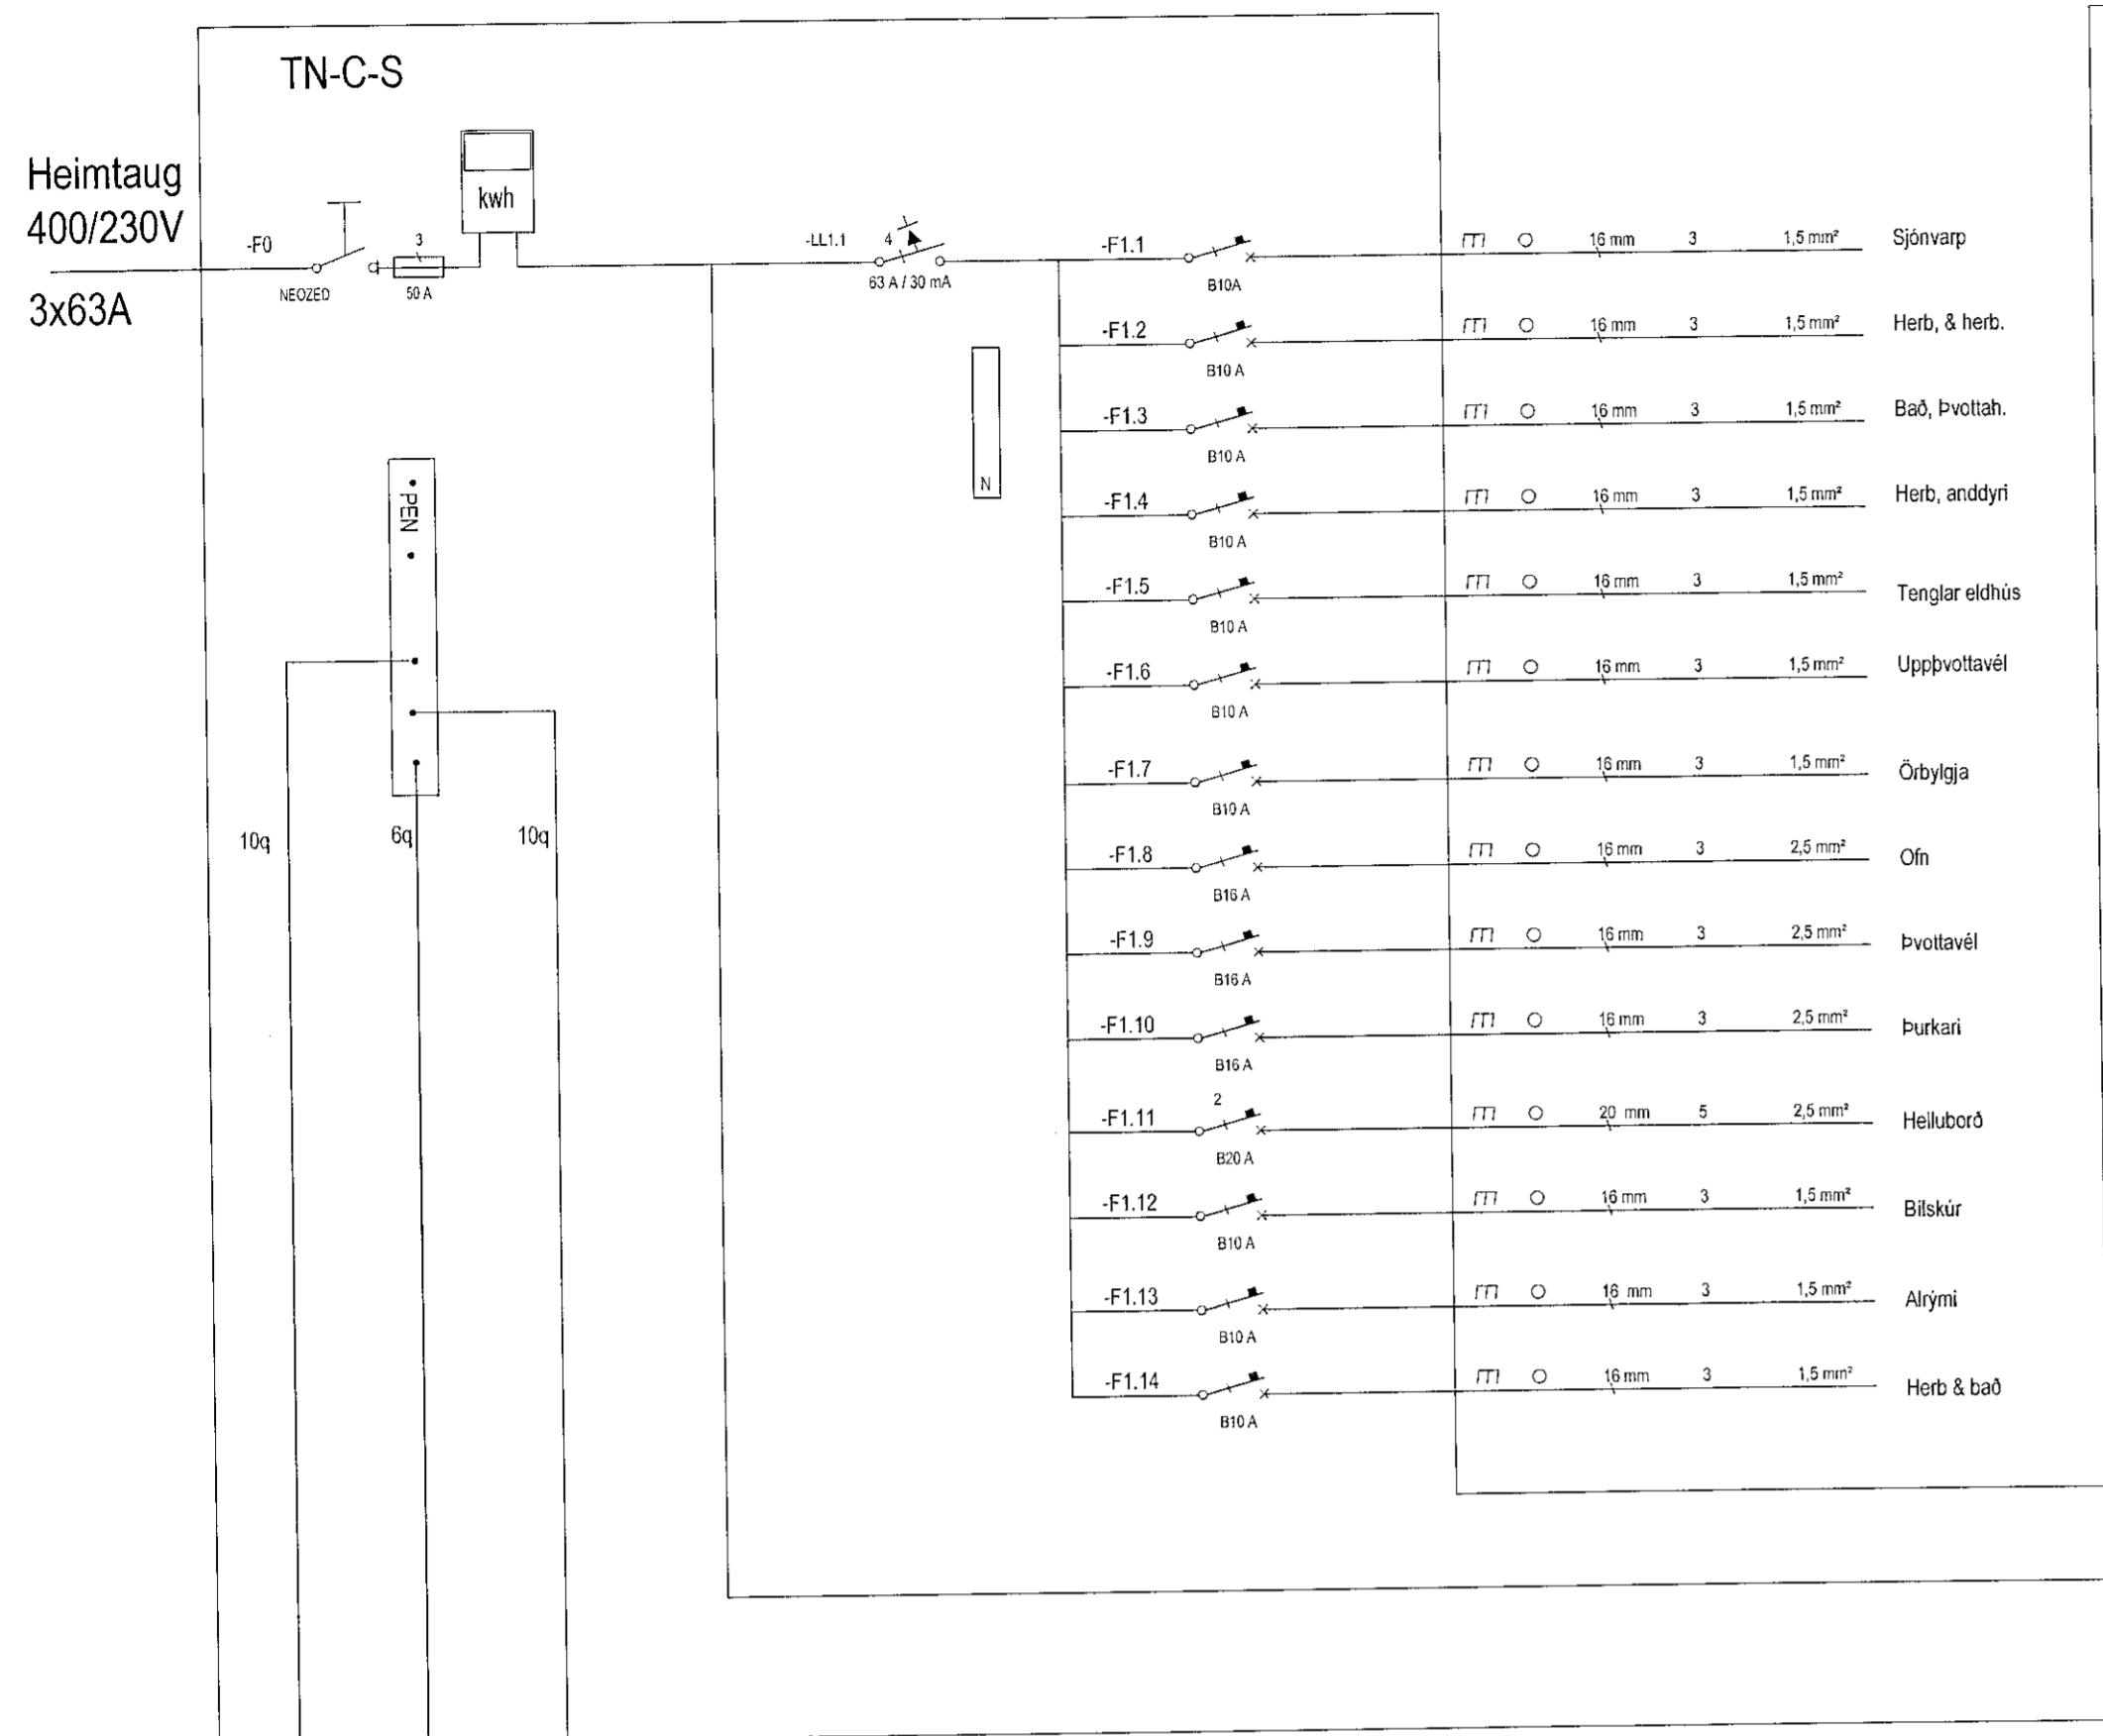 TN-C-S
Heimtaug
400/230V
3x63A
-F0
NEOZED
3
50 A
kwh
-LL1.1
4
63 A / 30 mA
N
PEN
10q
6q
10q
-F1.1
B10A
16 mm 3 1,5 mm² Sjónvarp
-F1.2
B10 A
16 mm 3 1,5 mm² Herb, & herb.
-F1.3
B10 A
16 mm 3 1,5 mm² Bað, Þvottah.
-F1.4
B10 A
16 mm 3 1,5 mm² Herb, anddyri
-F1.5
B10 A
16 mm 3 1,5 mm² Tenglar eldhús
-F1.6
B10 A
16 mm 3 1,5 mm² Uppþvottavél
-F1.7
B10 A
16 mm 3 1,5 mm² Örbylgja
-F1.8
B16 A
16 mm 3 2,5 mm² Ofn
-F1.9
B16 A
16 mm 3 2,5 mm² Þvottavél
-F1.10
B16 A
16 mm 3 2,5 mm² Þurkari
-F1.11
2
B20 A
20 mm 5 2,5 mm² Helluborð
-F1.12
B10 A
16 mm 3 1,5 mm² Bílskúr
-F1.13
B10 A
16 mm 3 1,5 mm² Alrými
-F1.14
B10 A
16 mm 3 1,5 mm² Herb & bað